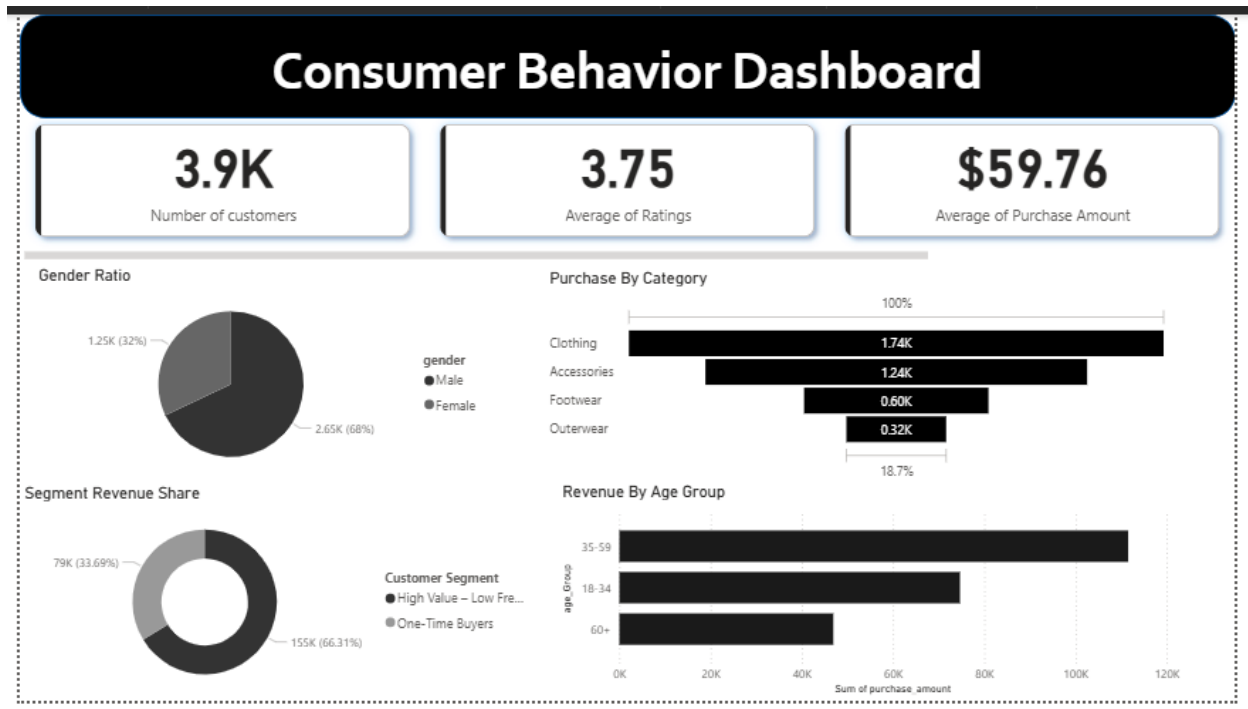 Consumer Behavior Dashboard
3.9K
Number of customers
3.75
Average of Ratings
$59.76
Average of Purchase Amount
Gender Ratio
1.25K (32%)
2.65K (68%)
gender
Male
Female
Purchase By Category
100%
Clothing
1.74K
Accessories
1.24K
Footwear
0.60K
Outerwear
0.32K
18.7%
Segment Revenue Share
79K (33.69%)
155K (66.31%)
Customer Segment
High Value – Low Fre...
One-Time Buyers
Revenue By Age Group
age_Group
35-59
18-34
60+
0K 20K 40K 60K 80K 100K 120K
Sum of purchase_amount